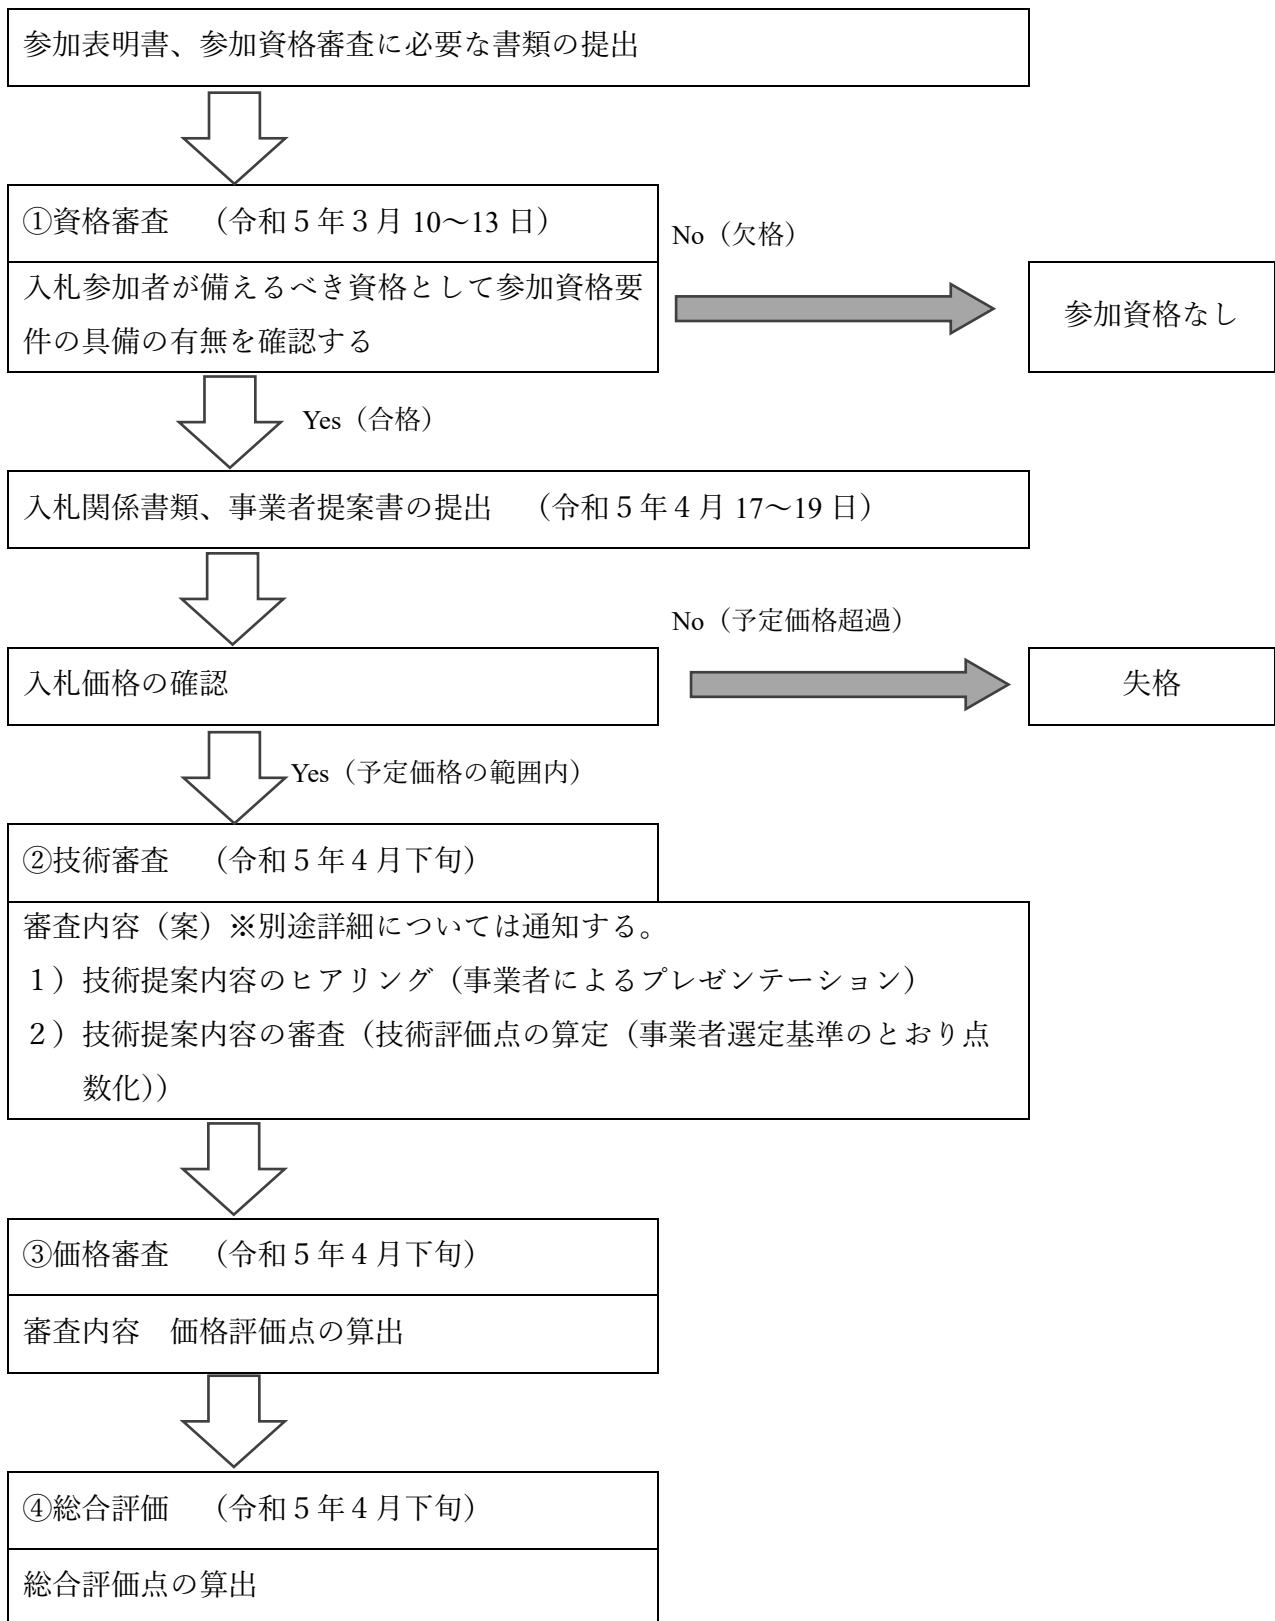 参加表明書、参加資格審査に必要な書類の提出
①資格審査　（令和５年３月 10～13 日）
No（欠格）
入札参加者が備えるべき資格として参加資格要
件の具備の有無を確認する
参加資格なし
Yes（合格）
入札関係書類、事業者提案書の提出　（令和５年４月 17～19 日）
No（予定価格超過）
入札価格の確認
失格
Yes（予定価格の範囲内）
②技術審査　（令和５年４月下旬）
審査内容（案）※別途詳細については通知する。
１）技術提案内容のヒアリング（事業者によるプレゼンテーション）
２）技術提案内容の審査（技術評価点の算定（事業者選定基準のとおり点
数化））
③価格審査　（令和５年４月下旬）
審査内容　価格評価点の算出
④総合評価　（令和５年４月下旬）
総合評価点の算出